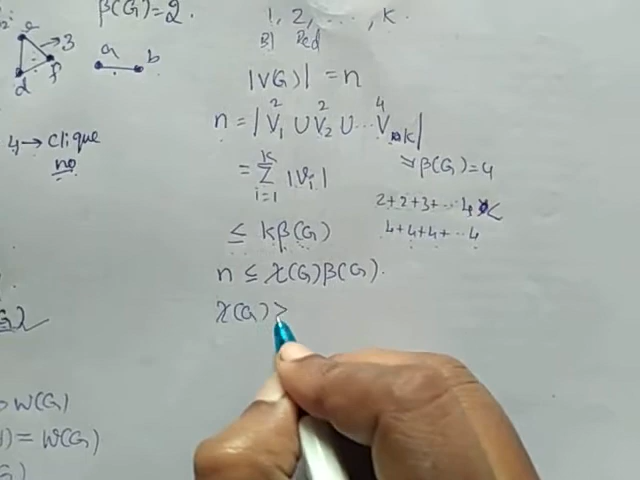 β(G)=2.
1, 2, ..., k.
e
3
d
f
a
b
|V(G)| = n
2 2 4
n = |V₁ ∪ V₂ ∪ ... Vₖ|
4 → clique
no
⇒ β(G)=4
= Σ |Vᵢ|
k
i=1
2+2+3+...4 <
4+4+4+...4
≤ kβ(G)
n ≤ χ(G)β(G).
χ(G) ≥
W(G)
) = W(G)